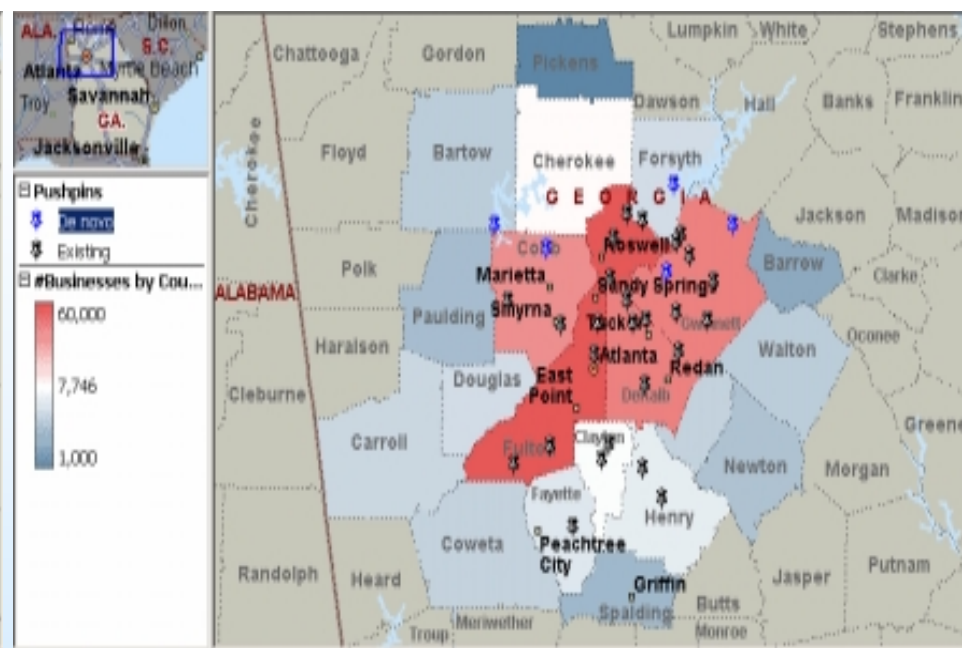 ALA.
Dillon
S.C.
Atlanta
Myrtle Beach
Troy
Savannah
GA.
Jacksonville
Pushpins
De novo
Existing
#Businesses by Cou...
60,000
7,746
1,000
Chattooga
Gordon
Pickens
Lumpkin
White
Stephens
Dawson
Hall
Banks
Franklin
Cherokee
Floyd
Bartow
Cherokee
Forsyth
GEORGIA
Jackson
Madison
Polk
Cobb
Roswell
Barrow
Clarke
ALABAMA
Marietta
Sandy Springs
Paulding
Smyrna
Tucker
Gwinnett
Oconee
Haralson
Walton
Atlanta
Redan
Cleburne
Douglas
East
Point
DeKalb
Greene
Carroll
Clayton
Fulton
Newton
Morgan
Fayette
Henry
Coweta
Peachtree
City
Randolph
Heard
Griffin
Jasper
Putnam
Spalding
Butts
Troup
Meriwether
Monroe